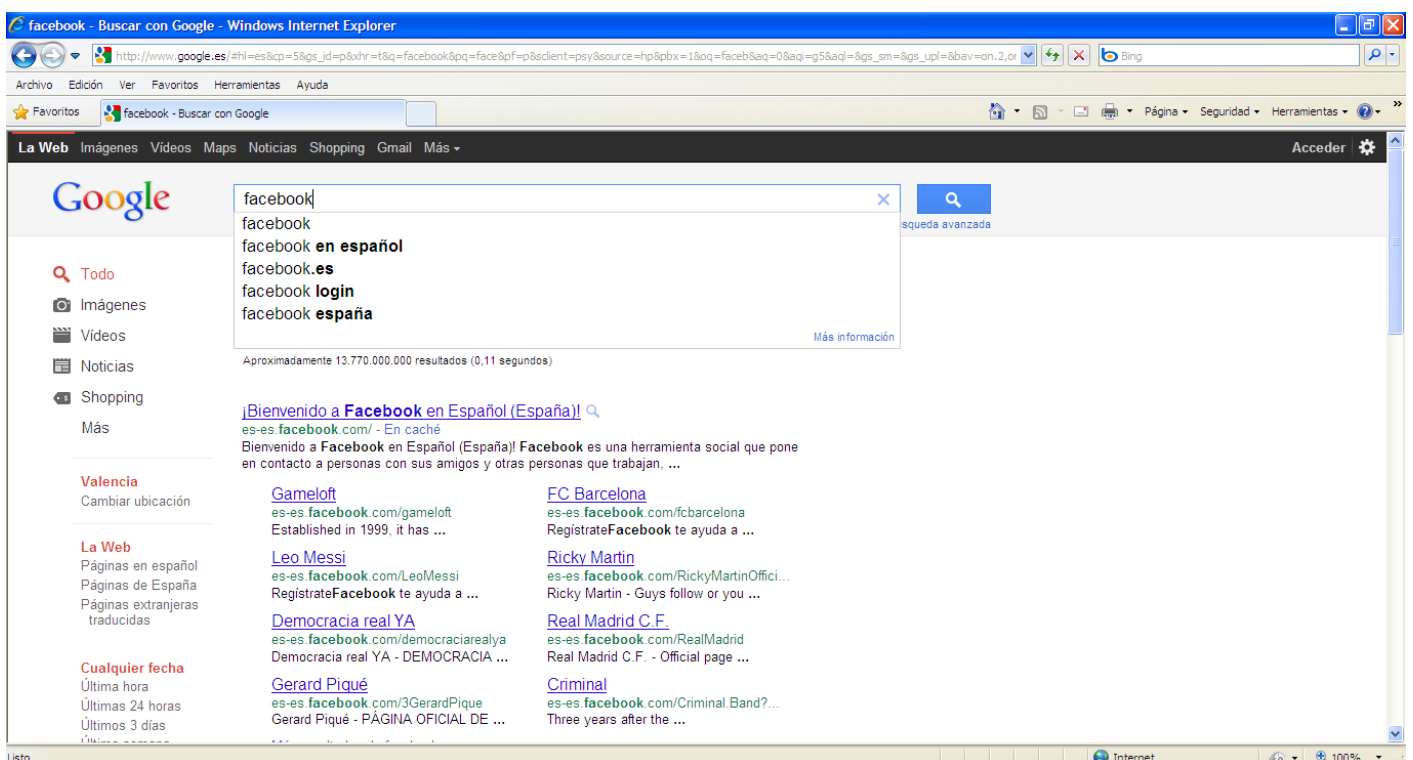 facebook - Buscar con Google - Windows Internet Explorer
http://www.google.es/#hl=es&cp=5&gs_id=p&xhr=t&q=facebook&pq=face&pf=p&sclient=psy&source=hp&pbx=1&oq=faceb&aq=0&aqi=g5&aql=&gs_sm=&gs_upl=&bav=on.2,or
Bing
Archivo Edición Ver Favoritos Herramientas Ayuda
Favoritos facebook - Buscar con Google Página Seguridad Herramientas
La Web Imágenes Vídeos Maps Noticias Shopping Gmail Más Acceder
Google
facebook
facebook
facebook en español
facebook.es
facebook login
facebook españa
Más información
squeda avanzada
Todo
Imágenes
Vídeos
Noticias
Shopping
Más
Valencia
Cambiar ubicación
La Web
Páginas en español
Páginas de España
Páginas extranjeras
traducidas
Cualquier fecha
Última hora
Últimas 24 horas
Últimos 3 días
Aproximadamente 13.770.000.000 resultados (0,11 segundos)
¡Bienvenido a Facebook en Español (España)!
es-es.facebook.com/ - En caché
Bienvenido a Facebook en Español (España)! Facebook es una herramienta social que pone
en contacto a personas con sus amigos y otras personas que trabajan, ...
Gameloft
es-es.facebook.com/gameloft
Established in 1999, it has ...
FC Barcelona
es-es.facebook.com/fcbarcelona
RegístrateFacebook te ayuda a ...
Leo Messi
es-es.facebook.com/LeoMessi
RegístrateFacebook te ayuda a ...
Ricky Martin
es-es.facebook.com/RickyMartinOffici...
Ricky Martin - Guys follow or you ...
Democracia real YA
es-es.facebook.com/democraciarealya
Democracia real YA - DEMOCRACIA ...
Real Madrid C.F.
es-es.facebook.com/RealMadrid
Real Madrid C.F. - Official page ...
Gerard Piqué
es-es.facebook.com/3GerardPique
Gerard Piqué - PÁGINA OFICIAL DE ...
Criminal
es-es.facebook.com/Criminal.Band?...
Three years after the ...
Listo Internet 100%